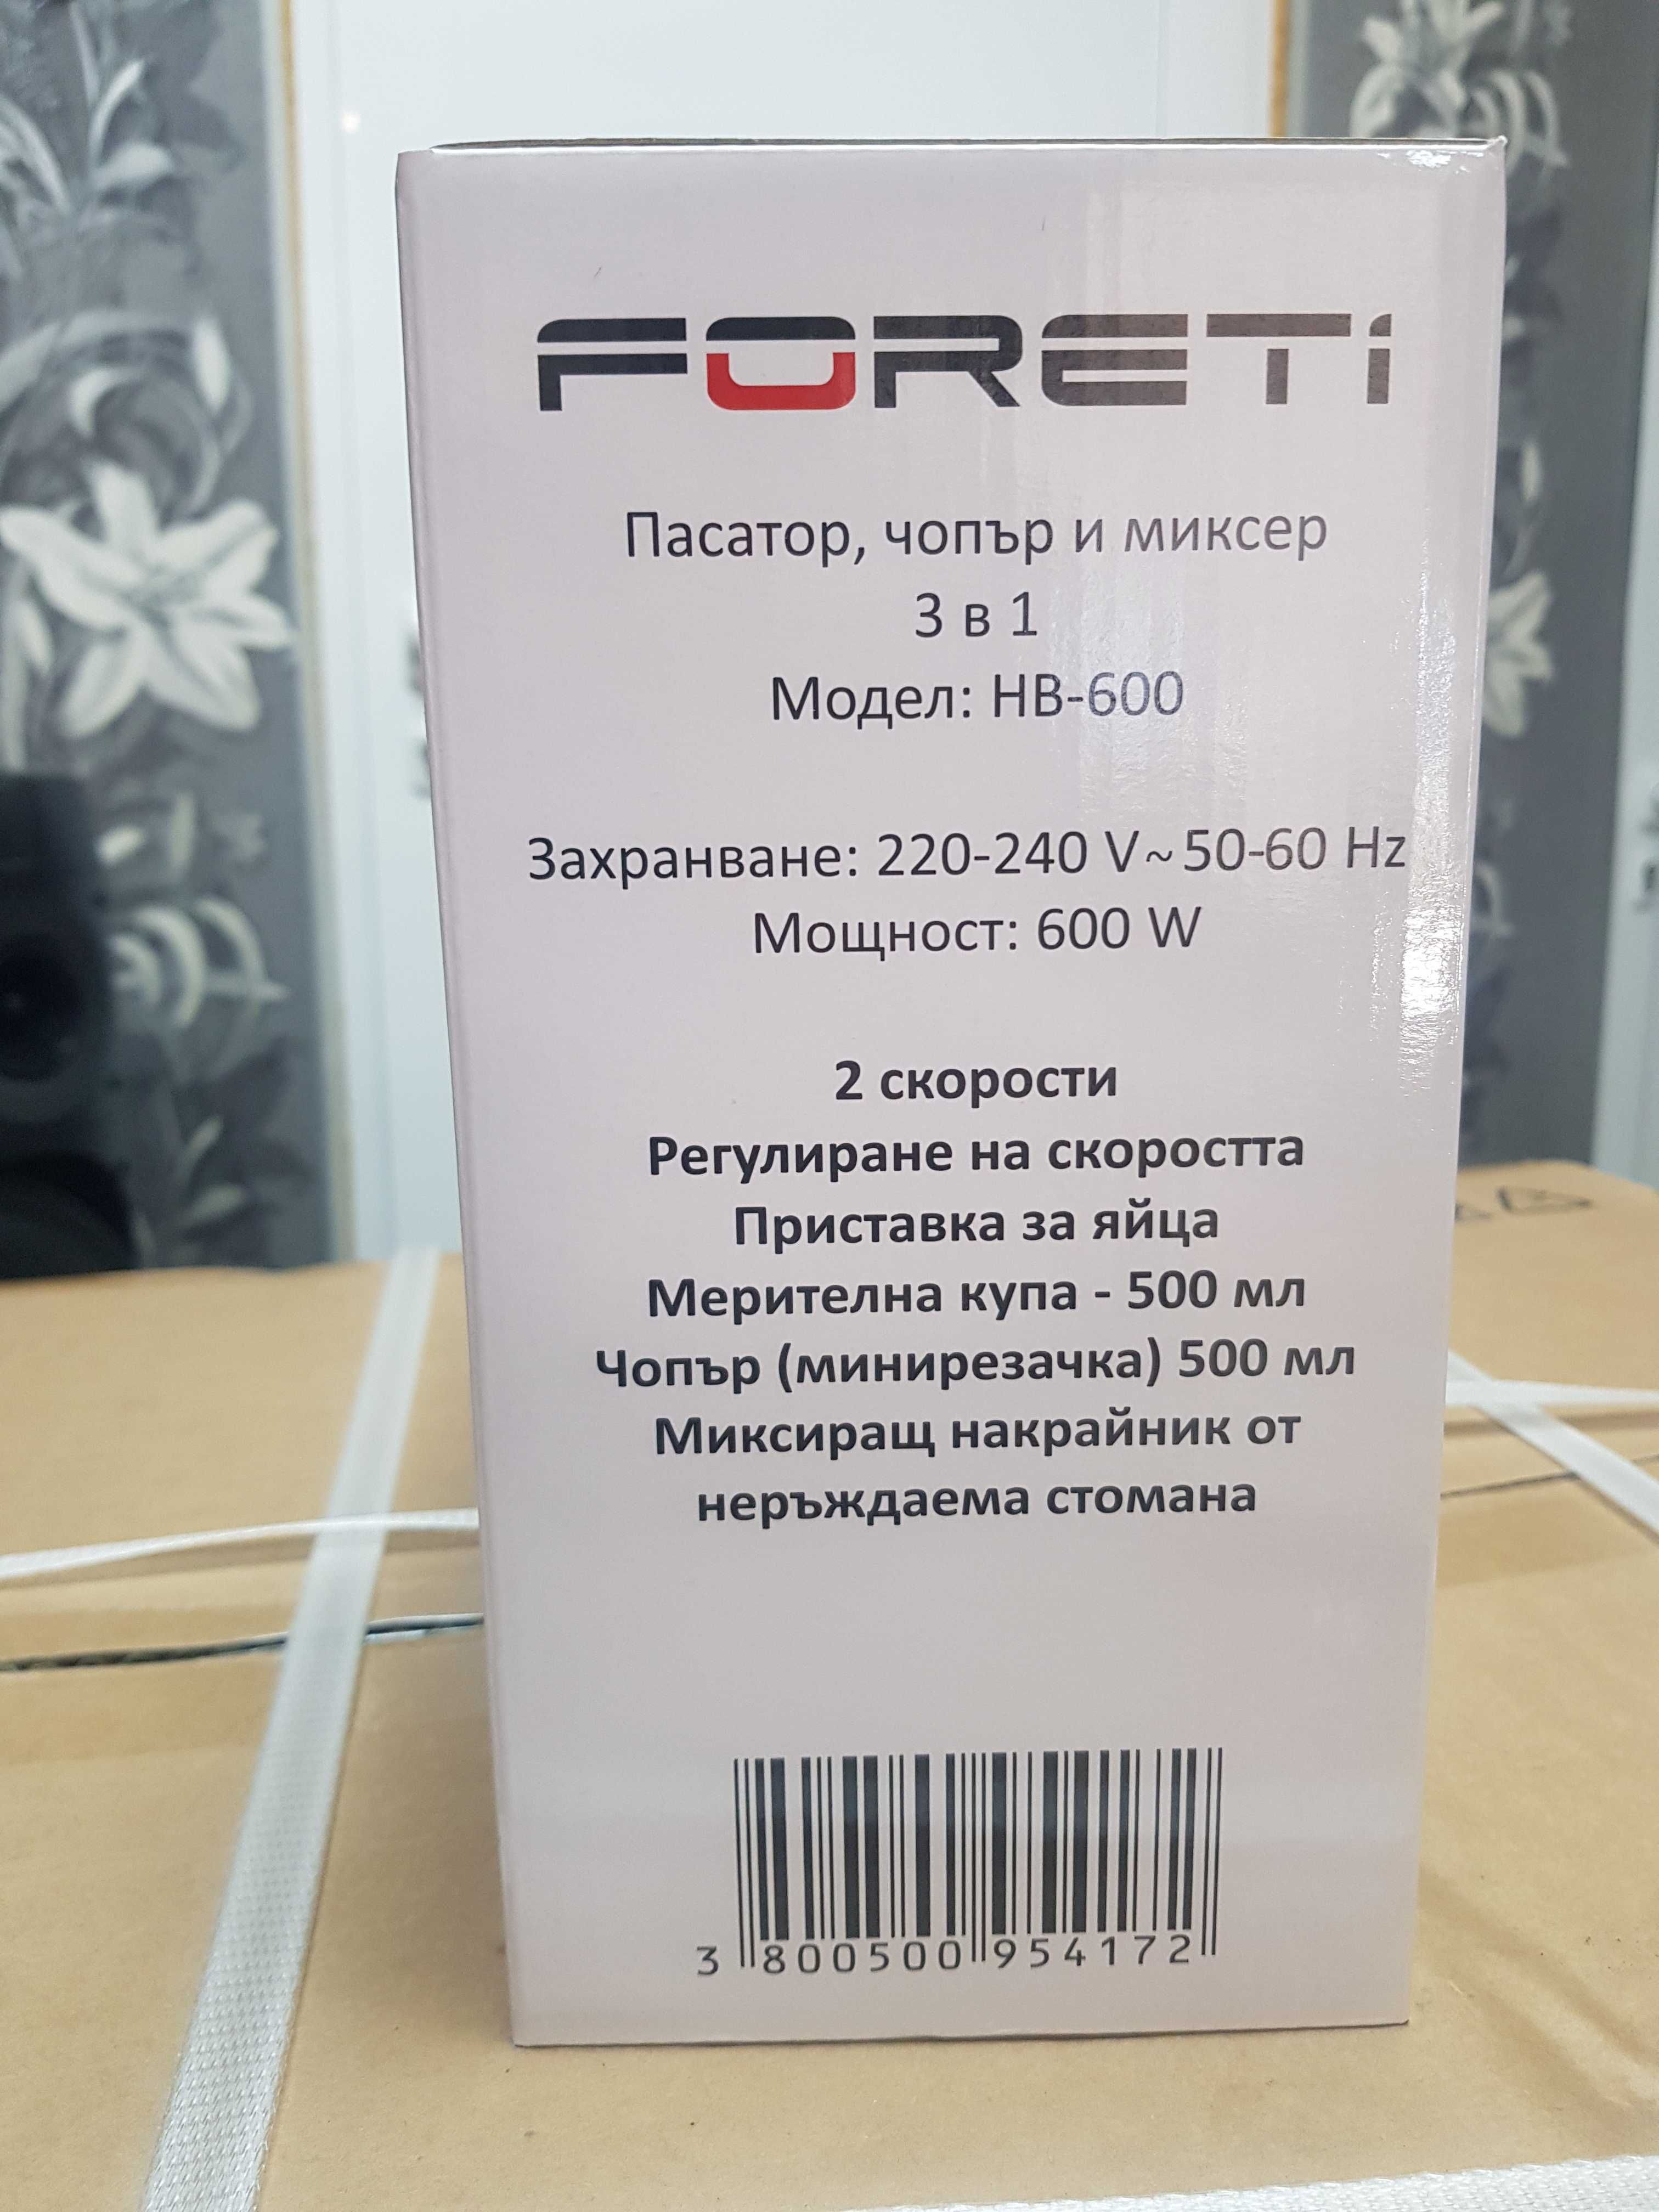 FORETi
Пасатор, чопър и миксер
3 в 1
Модел: HB-600
Захранване: 220-240 V~50-60 Hz
Мощност: 600 W
2 скорости
Регулиране на скоростта
Приставка за яйца
Мерителна купа - 500 мл
Чопър (минирезачка) 500 мл
Миксиращ накрайник от
неръждаема стомана
3 800500 954172